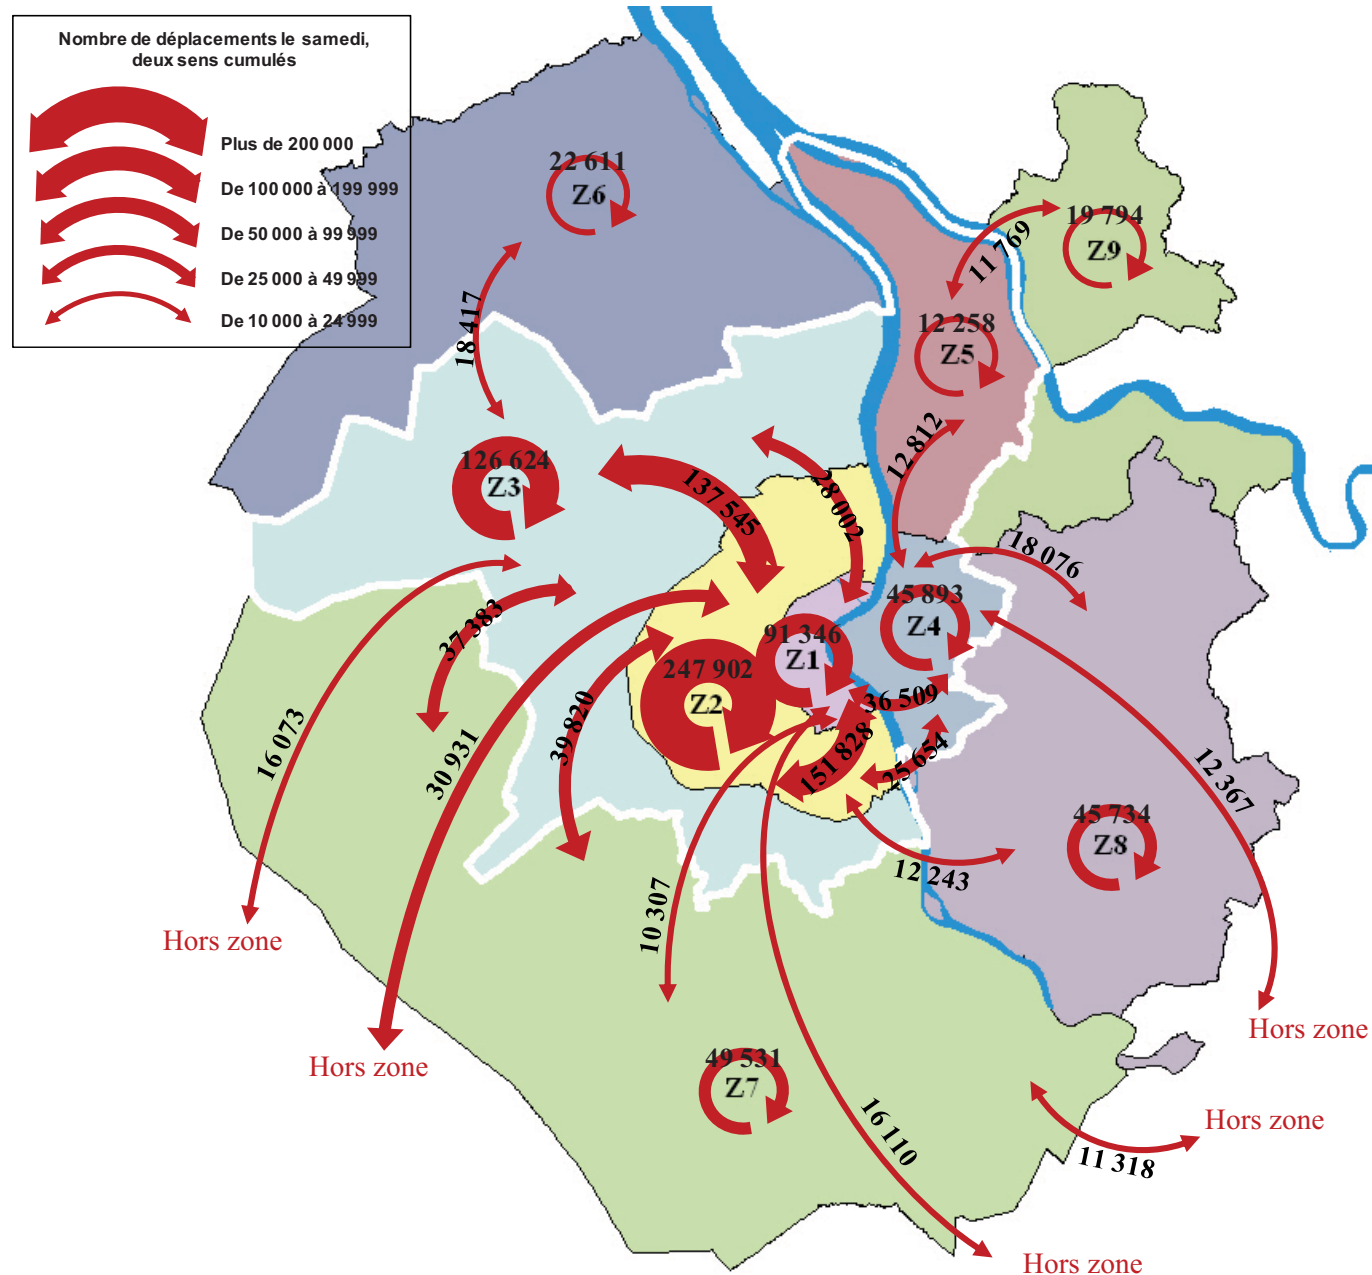 Nombre de déplacements le samedi,
deux sens cumulés
Plus de 200 000
De 100 000 à 199 999
De 50 000 à 99 999
De 25 000 à 49 999
De 10 000 à 24 999
22 611
Z6
19 794
Z9
11 769
12 258
Z5
18 417
12 812
126 624
Z3
137 545
28 002
18 076
45 893
Z4
37 383
91 346
Z1
247 902
Z2
36 509
16 073
30 931
39 820
151 828
25 654
12 367
45 734
Z8
12 243
10 307
Hors zone
Hors zone
Hors zone
49 531
Z7
16 110
Hors zone
11 318
Hors zone